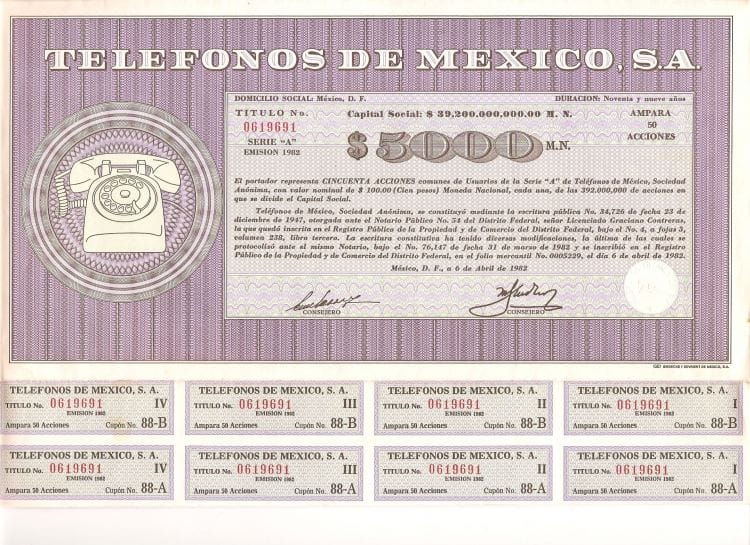 TELEFONOS DE MEXICO, S.A.
DOMICILIO SOCIAL: México, D. F. DURACION: Noventa y nueve años
TITULO No. Capital Social: $ 39,200,000,000.00 M. N. AMPARA
0619691 50
SERIE "A" $ 5000 M.N. ACCIONES
EMISION 1982
El portador representa CINCUENTA ACCIONES comunes de Usuarios de la Serie "A" de Teléfonos de México, Sociedad
Anónima, con valor nominal de $ 100.00 (Cien pesos) Moneda Nacional, cada una, de las 392,000,000 de acciones en
que se divide el Capital Social.
Teléfonos de México, Sociedad Anónima, se constituyó mediante la escritura pública No. 34,726 de fecha 23 de
diciembre de 1947, otorgada ante el Notario Público No. 54 del Distrito Federal, señor Licenciado Graciano Contreras,
la que quedó inscrita en el Registro Público de la Propiedad y de Comercio del Distrito Federal, bajo el No. 4, a fojas 5,
volumen 238, libro tercero. La escritura constitutiva ha tenido diversas modificaciones, la última de las cuales se
protocolizó ante el mismo Notario, bajo el No. 76,147 de fecha 31 de marzo de 1982 y se inscribió en el Registro
Público de la Propiedad y de Comercio del Distrito Federal, en el folio mercantil No. 0005229, el día 6 de abril de 1982.
México, D. F., a 6 de Abril de 1982
CONSEJERO CONSEJERO
TELEFONOS DE MEXICO, S. A.
TITULO No. 0619691 IV
EMISION 1982
Ampara 50 Acciones Cupón No. 88-B
TELEFONOS DE MEXICO, S. A.
TITULO No. 0619691 III
EMISION 1982
Ampara 50 Acciones Cupón No. 88-B
TELEFONOS DE MEXICO, S. A.
TITULO No. 0619691 II
EMISION 1982
Ampara 50 Acciones Cupón No. 88-B
TELEFONOS DE MEXICO, S. A.
TITULO No. 0619691 I
EMISION 1982
Ampara 50 Acciones Cupón No. 88-B
TELEFONOS DE MEXICO, S. A.
TITULO No. 0619691 IV
EMISION 1982
Ampara 50 Acciones Cupón No. 88-A
TELEFONOS DE MEXICO, S. A.
TITULO No. 0619691 III
EMISION 1982
Ampara 50 Acciones Cupón No. 88-A
TELEFONOS DE MEXICO, S. A.
TITULO No. 0619691 II
EMISION 1982
Ampara 50 Acciones Cupón No. 88-A
TELEFONOS DE MEXICO, S. A.
TITULO No. 0619691 I
EMISION 1982
Ampara 50 Acciones Cupón No. 88-A